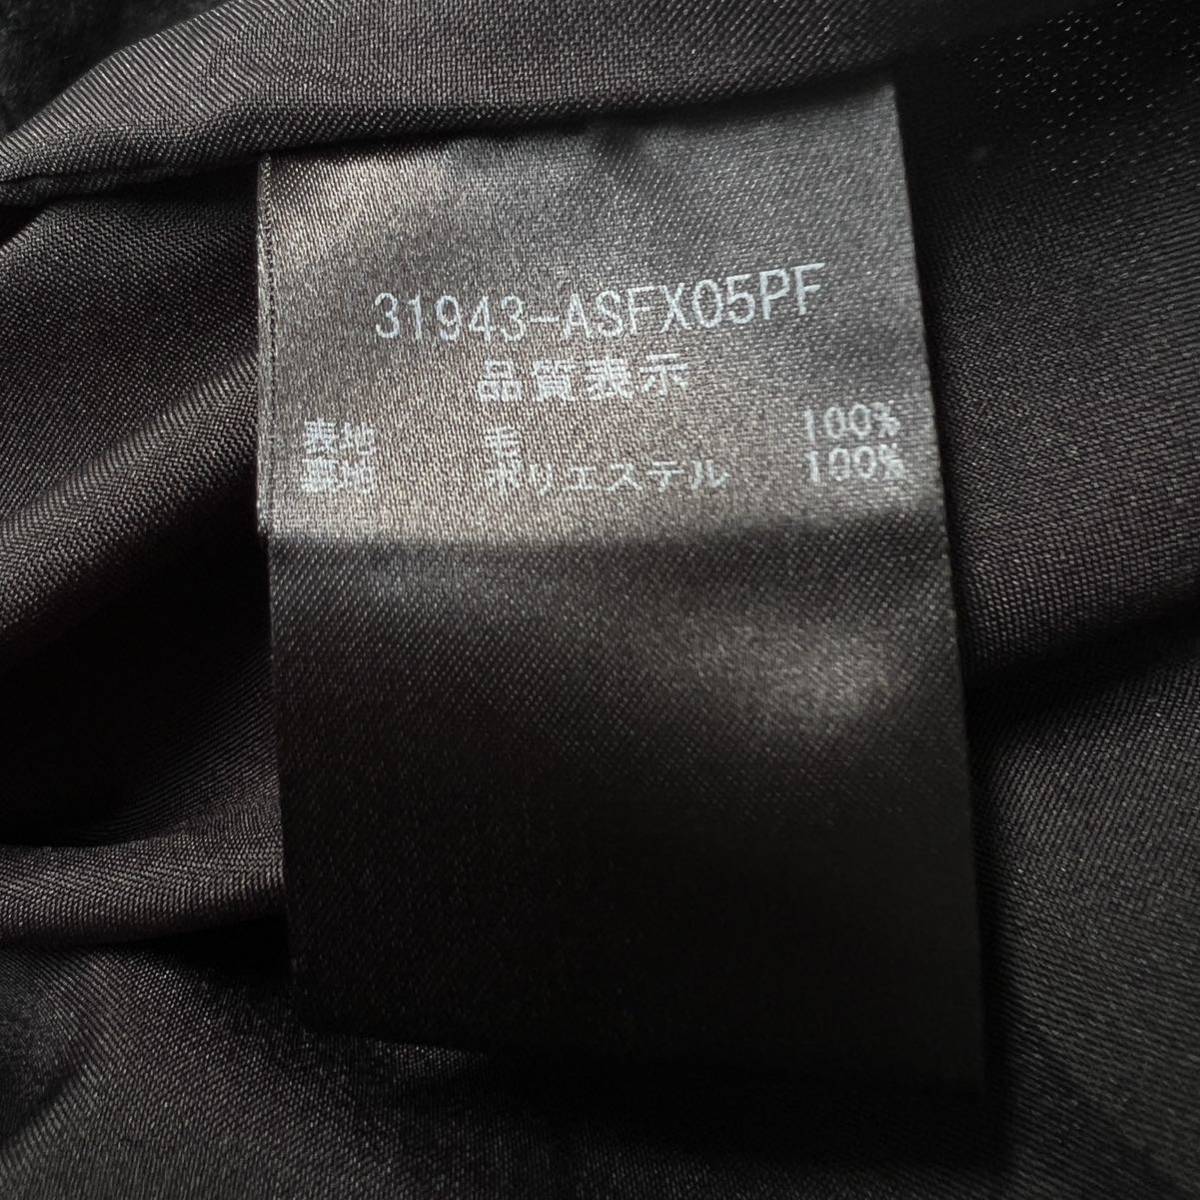 31943-ASFX05PF
品質表示
表地 毛 100%
裏地 ポリエステル 100%